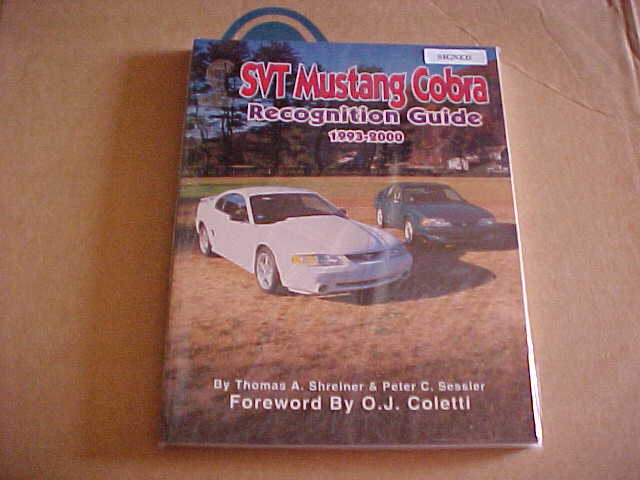 SIGNED
SVT Mustang Cobra
Recognition Guide
1993-2000
By Thomas A. Shreiner & Peter C. Sessler
Foreword By O.J. Coletti